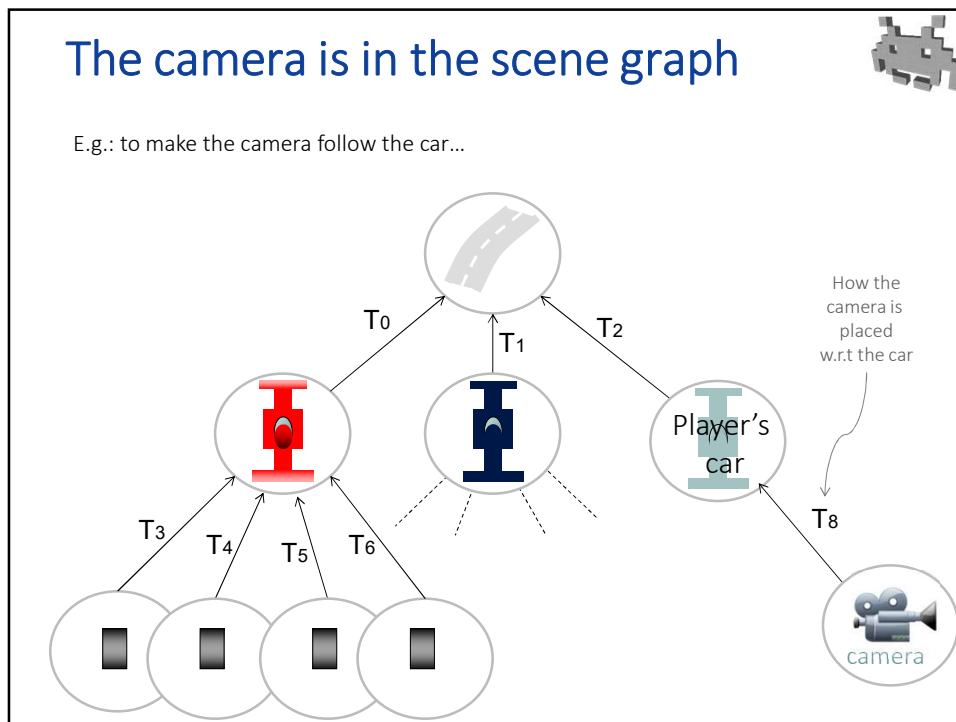 The camera is in the scene graph
E.g.: to make the camera follow the car…
How the
camera is
placed
w.r.t the car
T0
T1
T2
Player's
car
T3
T4
T5
T6
T8
camera